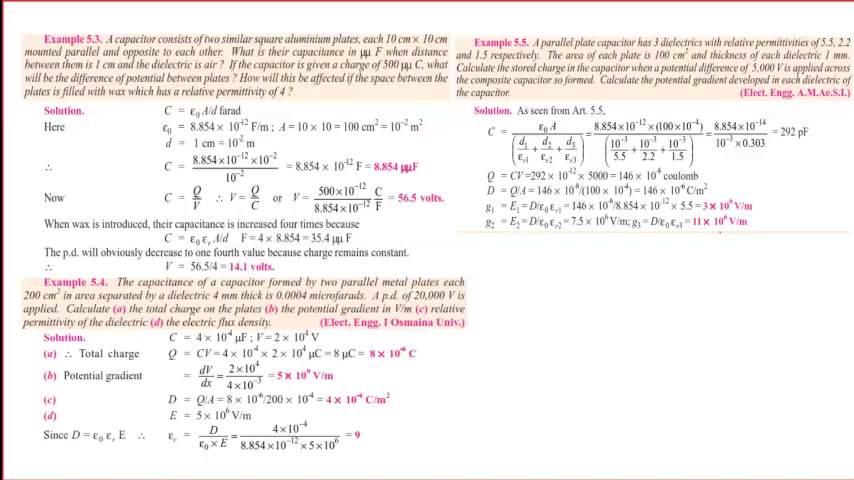 Example 5.3. A capacitor consists of two similar square aluminium plates, each 10 cm × 10 cm
mounted parallel and opposite to each other. What is their capacitance in μμ F when distance
between them is 1 cm and the dielectric is air ? If the capacitor is given a charge of 500 μμ C, what
will be the difference of potential between plates ? How will this be affected if the space between the
plates is filled with wax which has a relative permittivity of 4 ?
Solution. C = ε₀ A/d farad
Here ε₀ = 8.854 × 10⁻¹² F/m ; A = 10 × 10 = 100 cm² = 10⁻² m²
d = 1 cm = 10⁻² m
∴ C = 8.854×10⁻¹²×10⁻² / 10⁻² = 8.854 × 10⁻¹² F = 8.854 μμF
Now C = Q/V ∴ V = Q/C or V = 500×10⁻¹² / 8.854×10⁻¹² C/F = 56.5 volts.
When wax is introduced, their capacitance is increased four times because
C = ε₀ εᵣ A/d F = 4 × 8.854 = 35.4 μμ F
The p.d. will obviously decrease to one fourth value because charge remains constant.
∴ V = 56.5/4 = 14.1 volts.
Example 5.4. The capacitance of a capacitor formed by two parallel metal plates each
200 cm² in area separated by a dielectric 4 mm thick is 0.0004 microfarads. A p.d. of 20,000 V is
applied. Calculate (a) the total charge on the plates (b) the potential gradient in V/m (c) relative
permittivity of the dielectric (d) the electric flux density. (Elect. Engg. I Osmaina Univ.)
Solution. C = 4 × 10⁻⁴ μF ; V = 2 × 10⁴ V
(a) ∴ Total charge Q = CV = 4 × 10⁻⁴ × 2 × 10⁴ μC = 8 μC = 8 × 10⁻⁶ C
(b) Potential gradient = dV/dx = 2×10⁴ / 4×10⁻³ = 5 × 10⁶ V/m
(c) D = Q/A = 8 × 10⁻⁶/200 × 10⁻⁴ = 4 × 10⁻⁴ C/m²
(d) E = 5 × 10⁶ V/m
Since D = ε₀ εᵣ E ∴ εᵣ = D / ε₀ × E = 4×10⁻⁴ / 8.854×10⁻¹²×5×10⁶ = 9
Example 5.5. A parallel plate capacitor has 3 dielectrics with relative permittivities of 5.5, 2.2
and 1.5 respectively. The area of each plate is 100 cm² and thickness of each dielectric 1 mm.
Calculate the stored charge in the capacitor when a potential difference of 5,000 V is applied across
the composite capacitor so formed. Calculate the potential gradient developed in each dielectric of
the capacitor. (Elect. Engg. A.M.Ae.S.I.)
Solution. As seen from Art. 5.5,
C = ε₀ A / (d₁/εᵣ₁ + d₂/εᵣ₂ + d₃/εᵣ₃) = 8.854×10⁻¹²×(100×10⁻⁴) / (10⁻³/5.5 + 10⁻³/2.2 + 10⁻³/1.5) = 8.854×10⁻¹⁴ / 10⁻³×0.303 = 292 pF
Q = CV =292 × 10⁻¹² × 5000 = 146 × 10⁻⁸ coulomb
D = Q/A = 146 × 10⁻⁸/(100 × 10⁻⁴) = 146 × 10⁻⁶ C/m²
g₁ = E₁ = D/ε₀ εᵣ₁ = 146 × 10⁻⁶/8.854 × 10⁻¹² × 5.5 = 3 × 10⁶ V/m
g₂ = E₂ = D/ε₀ εᵣ₂ = 7.5 × 10⁶ V/m; g₃ = D/ε₀ εᵣ₃ = 11 × 10⁶ V/m